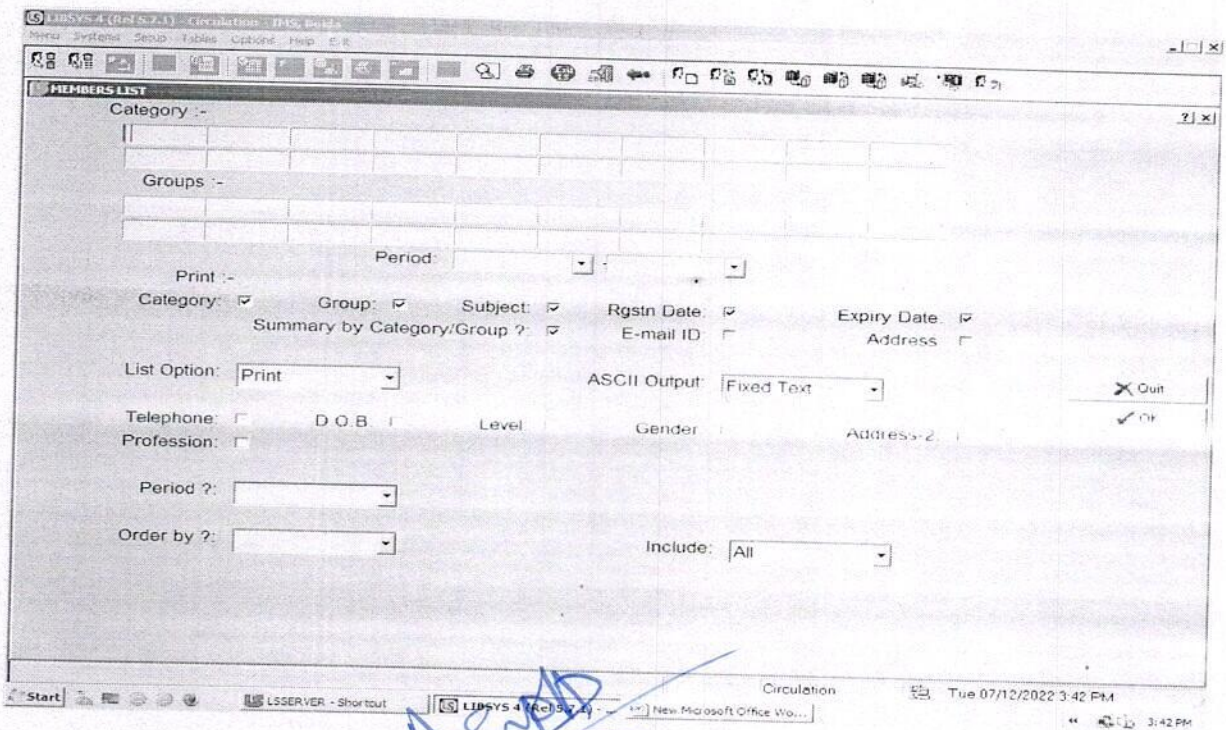 LIBSYS 4 (Rel 5.7.1) - Circulation - IMS, Noida
Menu Systems Setup Tables Options Help Exit
MEMBERS LIST
Category :-
Groups :-
Period: -
Print :-
Category: Group: Subject: Rgstn Date: Expiry Date:
Summary by Category/Group ?: E-mail ID Address
List Option: Print ASCII Output: Fixed Text
Quit
OK
Telephone: D.O.B Level Gender Address-2
Profession:
Period ?:
Order by ?: Include: All
Circulation Tue 07/12/2022 3:42 PM
Start LSSERVER - Shortcut LIBSYS 4 (Rel 5.7.1) - ... New Microsoft Office Wo... 3:42 PM